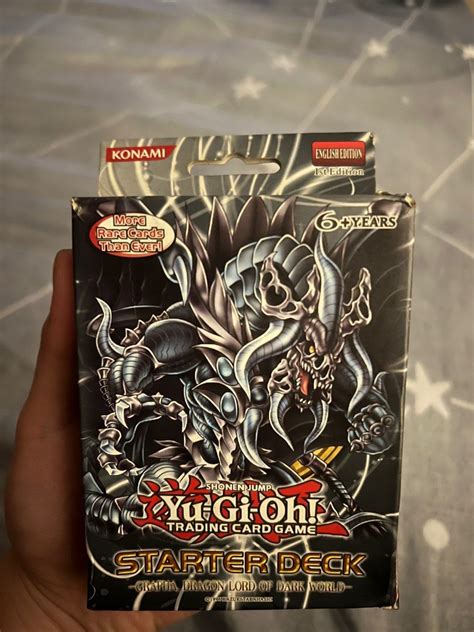 KONAMI
ENGLISH EDITION
1st Edition
More
Rare Cards
Than Ever!
6+YEARS
SHONEN JUMP
Yu-Gi-Oh!
TRADING CARD GAME
STARTER DECK
DRAGON LORD OF DARK WORLD